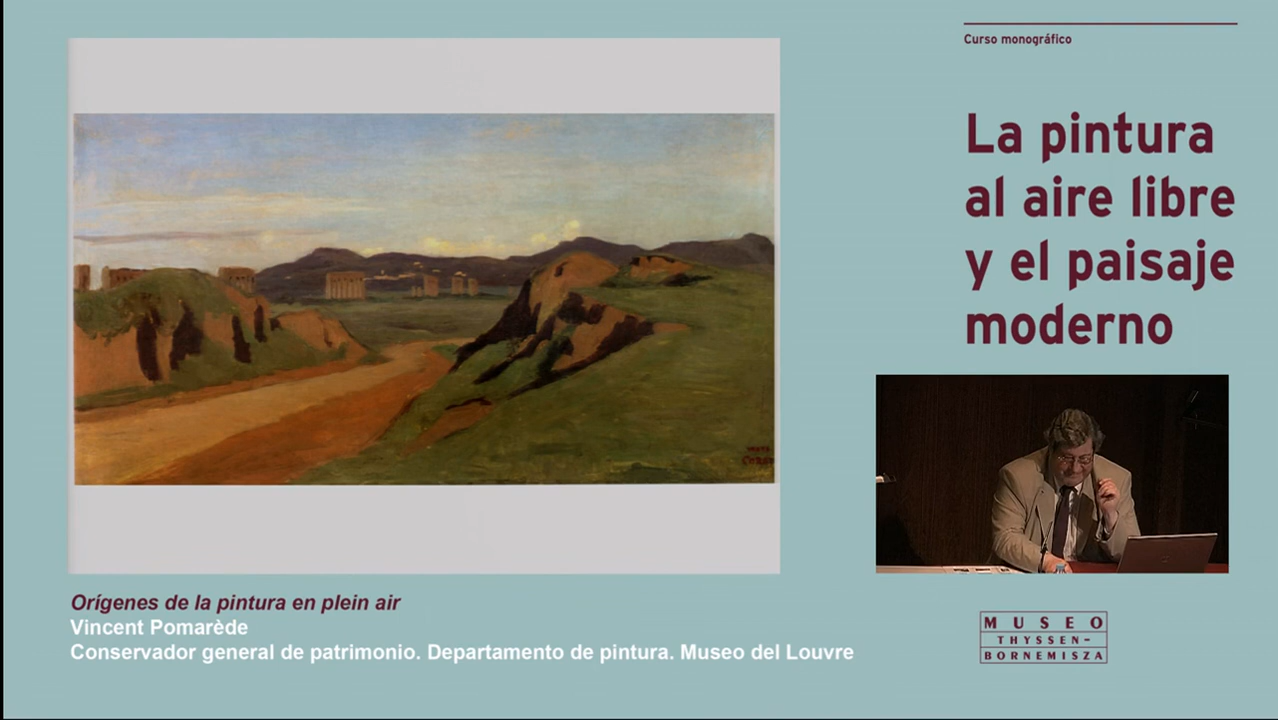 Curso monográfico
La pintura
al aire libre
y el paisaje
moderno
Orígenes de la pintura en plein air
Vincent Pomarède
Conservador general de patrimonio. Departamento de pintura. Museo del Louvre
MUSEO
THYSSEN-
BORNEMISZA